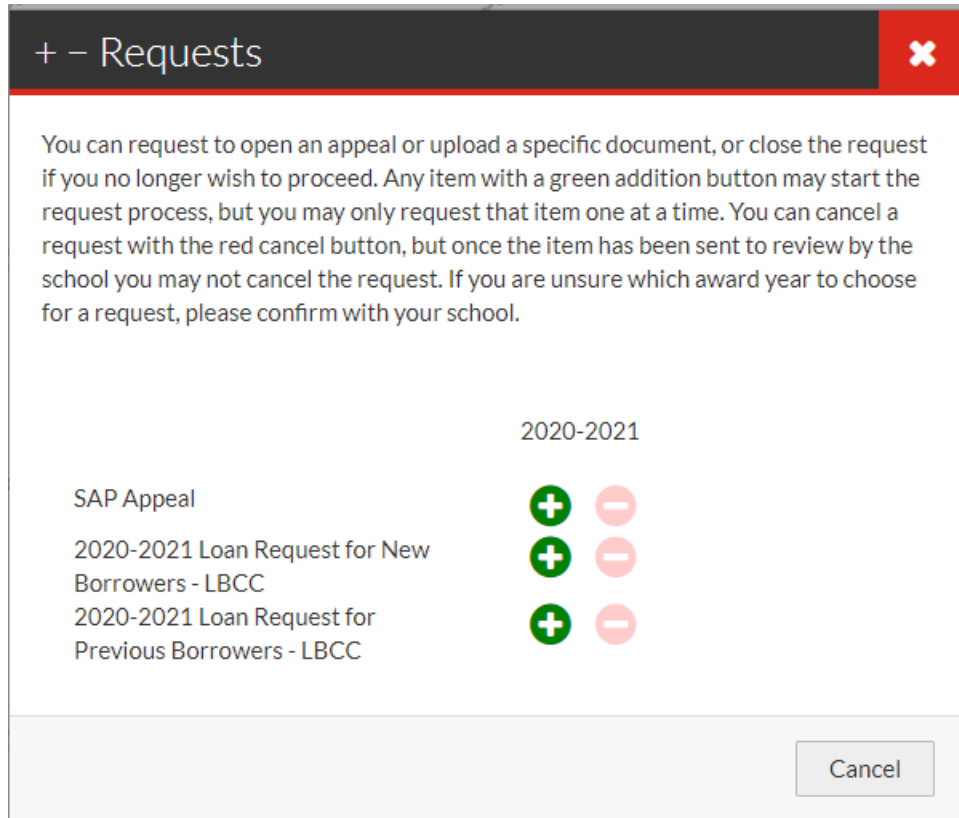 + − Requests
You can request to open an appeal or upload a specific document, or close the request
if you no longer wish to proceed. Any item with a green addition button may start the
request process, but you may only request that item one at a time. You can cancel a
request with the red cancel button, but once the item has been sent to review by the
school you may not cancel the request. If you are unsure which award year to choose
for a request, please confirm with your school.
2020-2021
SAP Appeal
2020-2021 Loan Request for New
Borrowers - LBCC
2020-2021 Loan Request for
Previous Borrowers - LBCC
Cancel